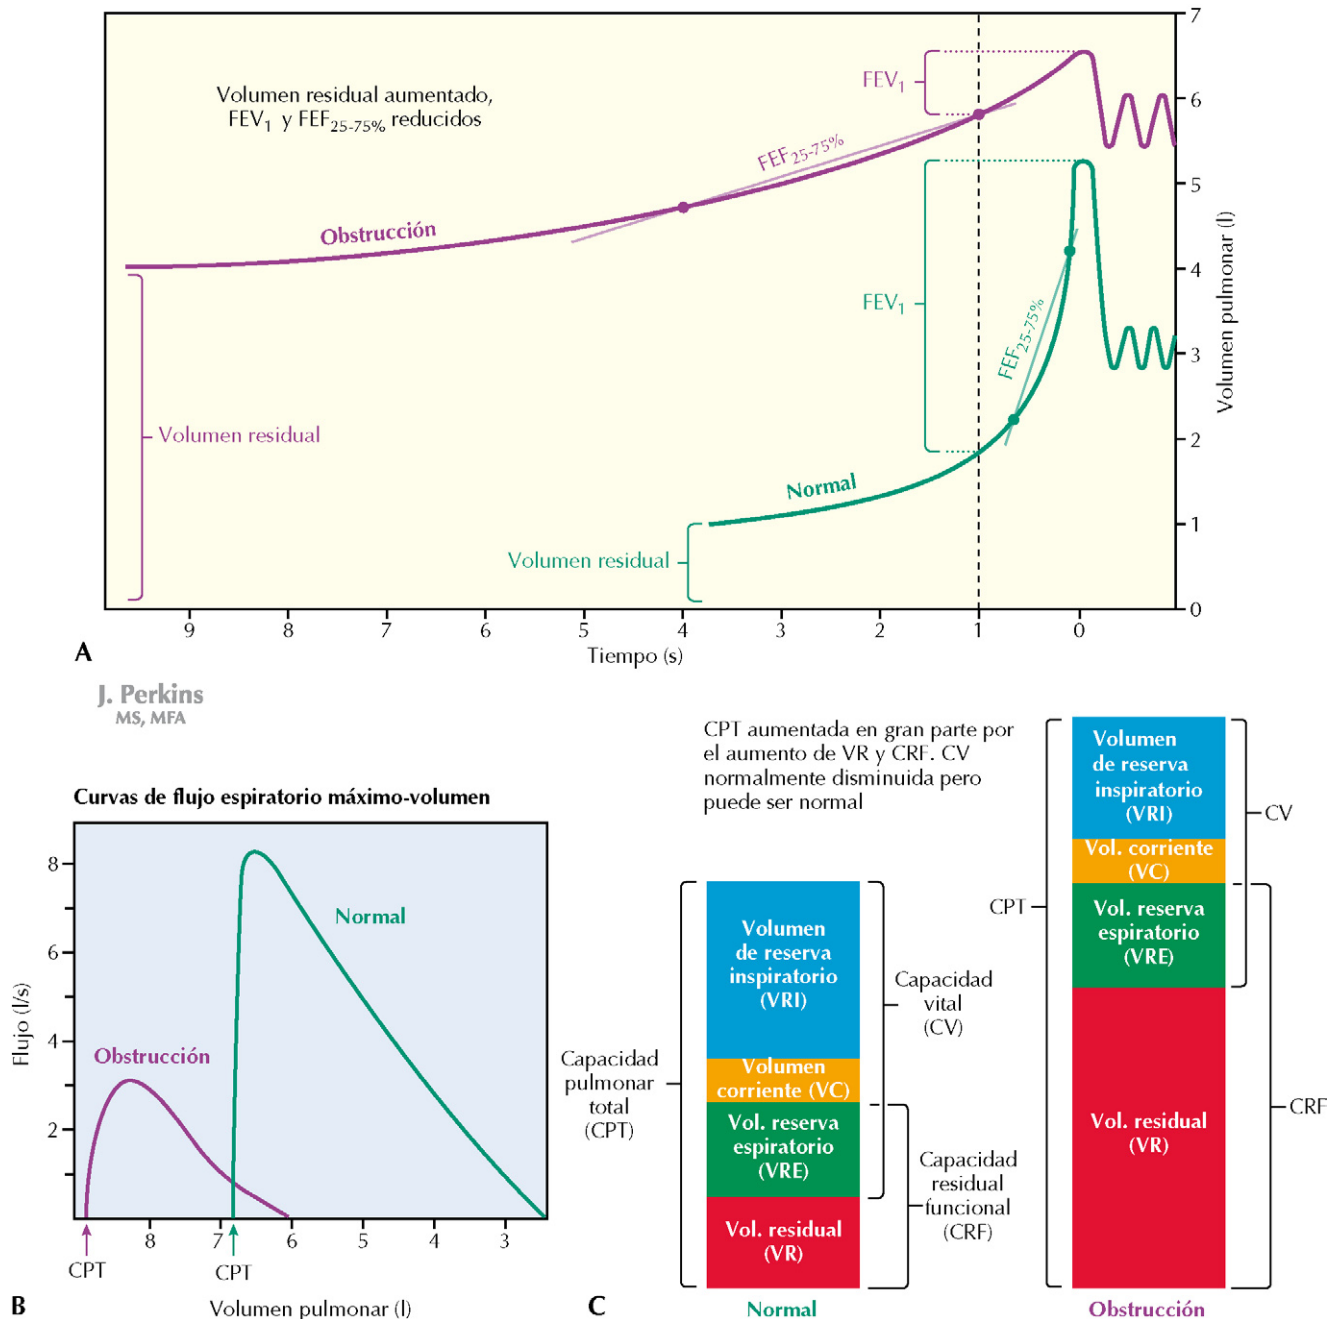 Volumen residual aumentado,
FEV1 y FEF25-75% reducidos
FEV1
FEF25-75%
Obstrucción
Volumen residual
FEV1
FEF25-75%
Normal
Volumen residual
7
6
5
4
3
2
1
0
Volumen pulmonar (l)
9 8 7 6 5 4 3 2 1 0
Tiempo (s)
A
J. Perkins
MS, MFA
Curvas de flujo espiratorio máximo-volumen
8
6
4
2
Flujo (l/s)
Normal
Obstrucción
8 7 6 5 4 3
CPT
CPT
Volumen pulmonar (l)
B
CPT aumentada en gran parte por
el aumento de VR y CRF. CV
normalmente disminuida pero
puede ser normal
Capacidad
pulmonar
total
(CPT)
Volumen
de reserva
inspiratorio
(VRI)
Volumen
corriente (VC)
Vol. reserva
espiratorio
(VRE)
Vol. residual
(VR)
Capacidad
vital
(CV)
Capacidad
residual
funcional
(CRF)
Normal
CPT
Volumen
de reserva
inspiratorio
(VRI)
Vol. corriente
(VC)
Vol. reserva
espiratorio
(VRE)
Vol. residual
(VR)
CV
CRF
Obstrucción
C